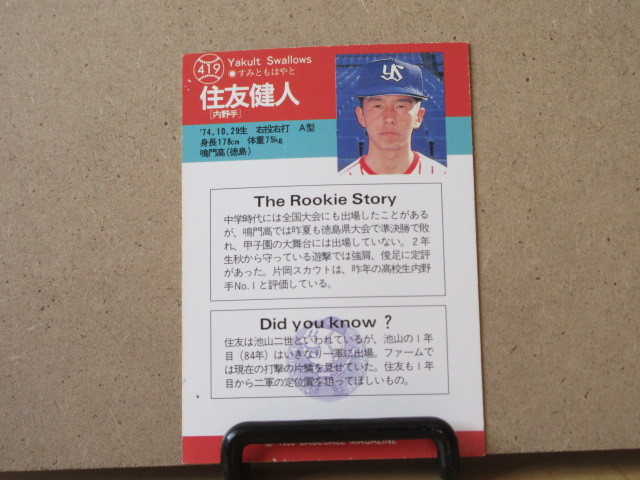 419
Yakult Swallows
●すみともはやと
住友健人
[内野手]
'74.10.29生 右投右打 A型
身長178cm 体重75kg
鳴門高(徳島)
YS
The Rookie Story
中学時代には全国大会にも出場したことがある
が、鳴門高では昨夏も徳島県大会で準決勝で敗
れ、甲子園の大舞台には出場していない。2年
生秋から守っている遊撃では強肩、俊足に定評
があった。片岡スカウトは、昨年の高校生内野
手No.1と評価している。
Did you know ?
住友は池山二世といわれているが、池山の1年
目(84年)はいきなり一軍に出場。ファームで
は現在の打撃の片鱗を見せていた。住友も1年
目から二軍の定位置を狙ってほしいもの。
BASEBALL MAGAZINE